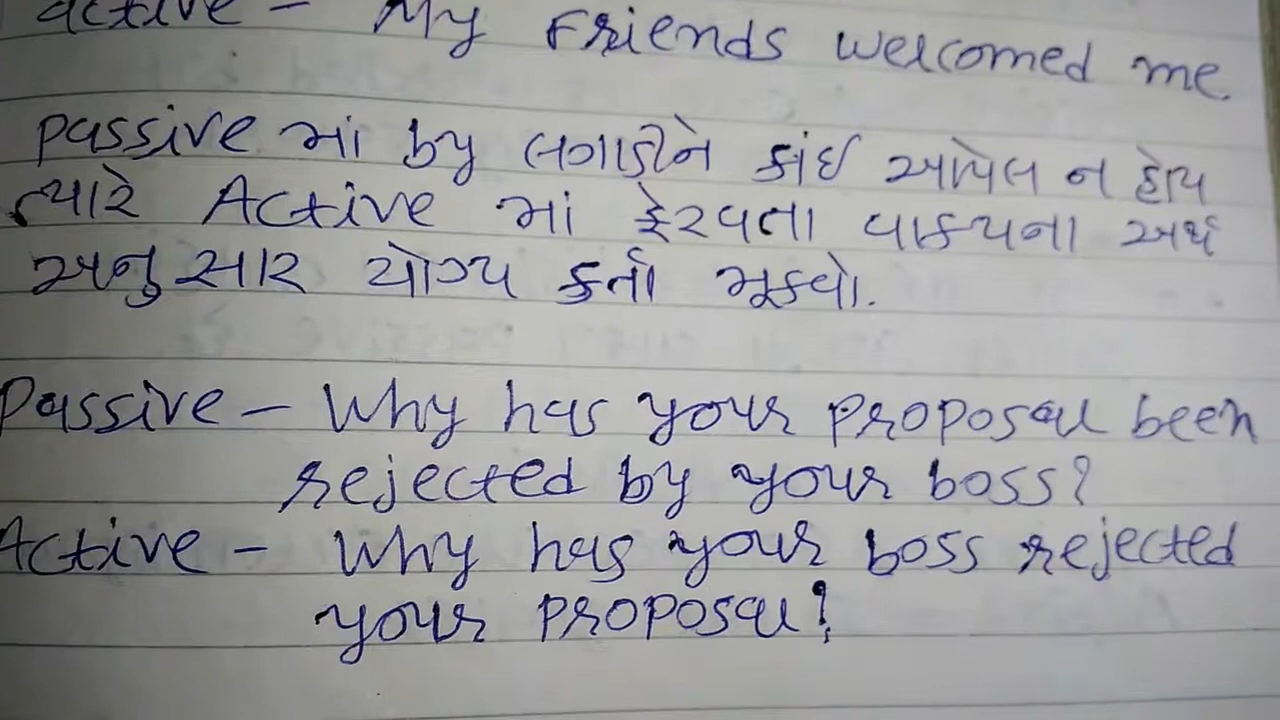 active - My Friends welcomed me.
passive માં by લગાડીને કાંઇ આપેલ ન હોય
ત્યારે Active માં ફેરવતા વાક્યના અર્થ
અનુસાર યોગ્ય કર્તા મૂકવો.
Passive - Why has your proposal been
rejected by your boss?
Active - Why has your boss rejected
your proposal?